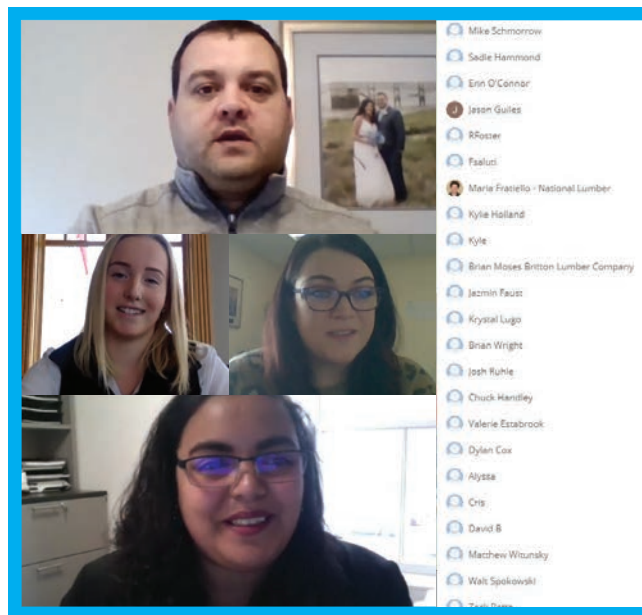 Mike Schmorrow
Sadie Hammond
Erin O'Connor
J Jason Guiles
RFoster
Fsaluti
Maria Fratiello - National Lumber
Kylie Holland
Kyle
Brian Moses Britton Lumber Company
Jazmin Faust
Krystal Lugo
Brian Wright
Josh Ruhle
Chuck Handley
Valerie Estabrook
Dylan Cox
Alyssa
Cris
David B
Matthew Witunsky
Walt Spokowski